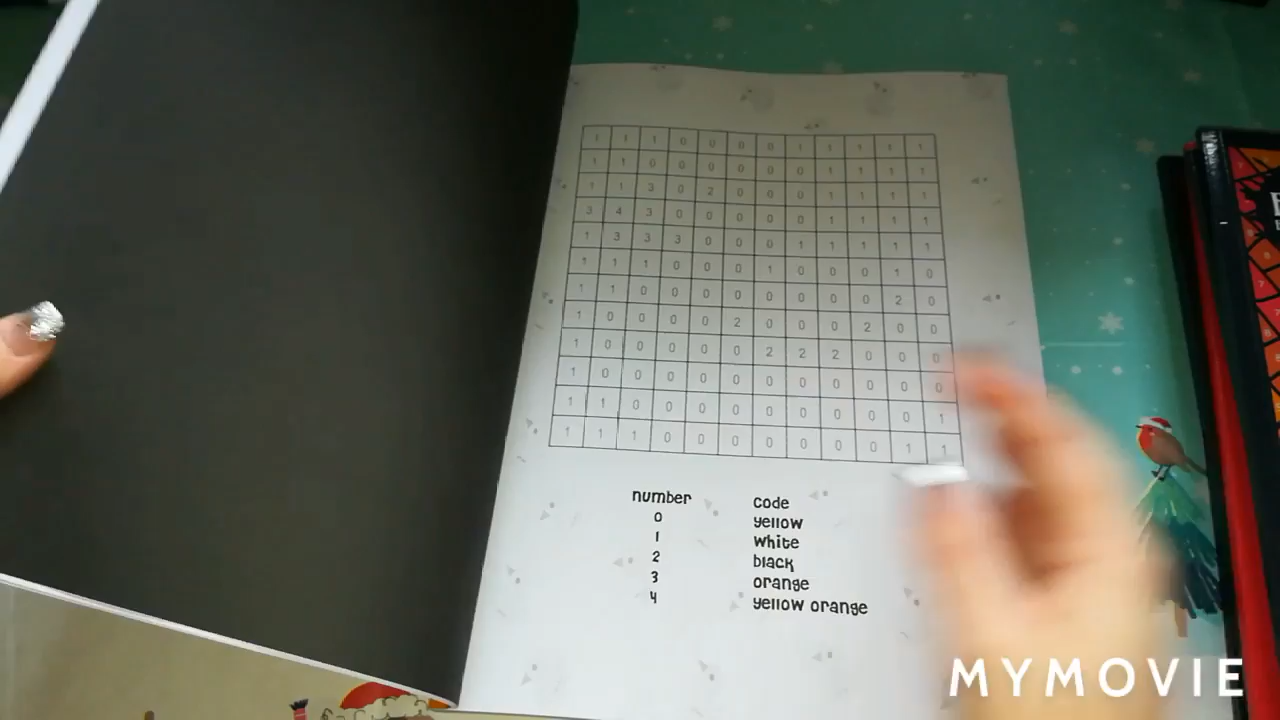 1 1 1 0 0 0 0 1 1 1 1 1
1 1 0 0 0 0 0 0 1 1 1 1
1 1 3 0 2 0 0 0 1 1 1 1
3 4 3 0 0 0 0 0 1 1 1 1
1 3 3 3 0 0 0 1 1 1 1 1
1 1 1 0 0 0 1 0 0 0 1 0
1 1 0 0 0 0 0 0 0 0 2 0
1 0 0 0 0 2 0 0 0 2 0 0
1 0 0 0 0 0 2 2 2 0 0 0
1 0 0 0 0 0 0 0 0 0 0 0
1 1 0 0 0 0 0 0 0 0 0 1
1 1 1 0 0 0 0 0 0 0 1 1
number code
0 yellow
1 white
2 black
3 orange
4 yellow orange
MYMOVIE